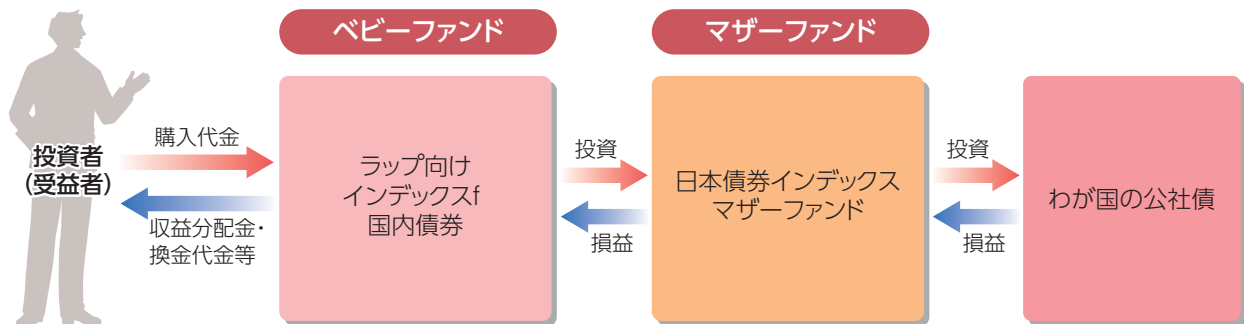 ベビーファンド
マザーファンド
投資者
(受益者)
購入代金
収益分配金・
換金代金等
ラップ向け
インデックスf
国内債券
投資
損益
日本債券インデックス
マザーファンド
投資
損益
わが国の公社債